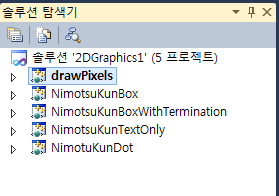 솔루션 탐색기
솔루션 '2DGraphics1' (5 프로젝트)
drawPixels
NimotsuKunBox
NimotsuKunBoxWithTermination
NimotsuKunTextOnly
NimotuKunDot